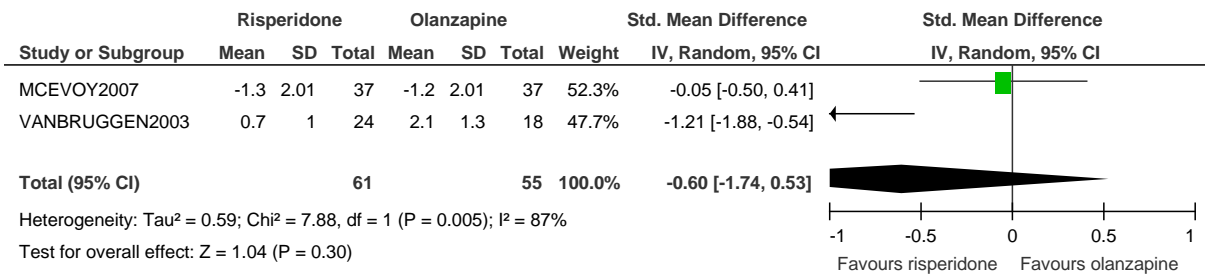 Risperidone Olanzapine Std. Mean Difference Std. Mean Difference
Study or Subgroup Mean SD Total Mean SD Total Weight IV, Random, 95% CI IV, Random, 95% CI
MCEVOY2007 -1.3 2.01 37 -1.2 2.01 37 52.3% -0.05 [-0.50, 0.41]
VANBRUGGEN2003 0.7 1 24 2.1 1.3 18 47.7% -1.21 [-1.88, -0.54]
Total (95% CI) 61 55 100.0% -0.60 [-1.74, 0.53]
Heterogeneity: Tau² = 0.59; Chi² = 7.88, df = 1 (P = 0.005); I² = 87%
Test for overall effect: Z = 1.04 (P = 0.30)
-1 -0.5 0 0.5 1
Favours risperidone Favours olanzapine